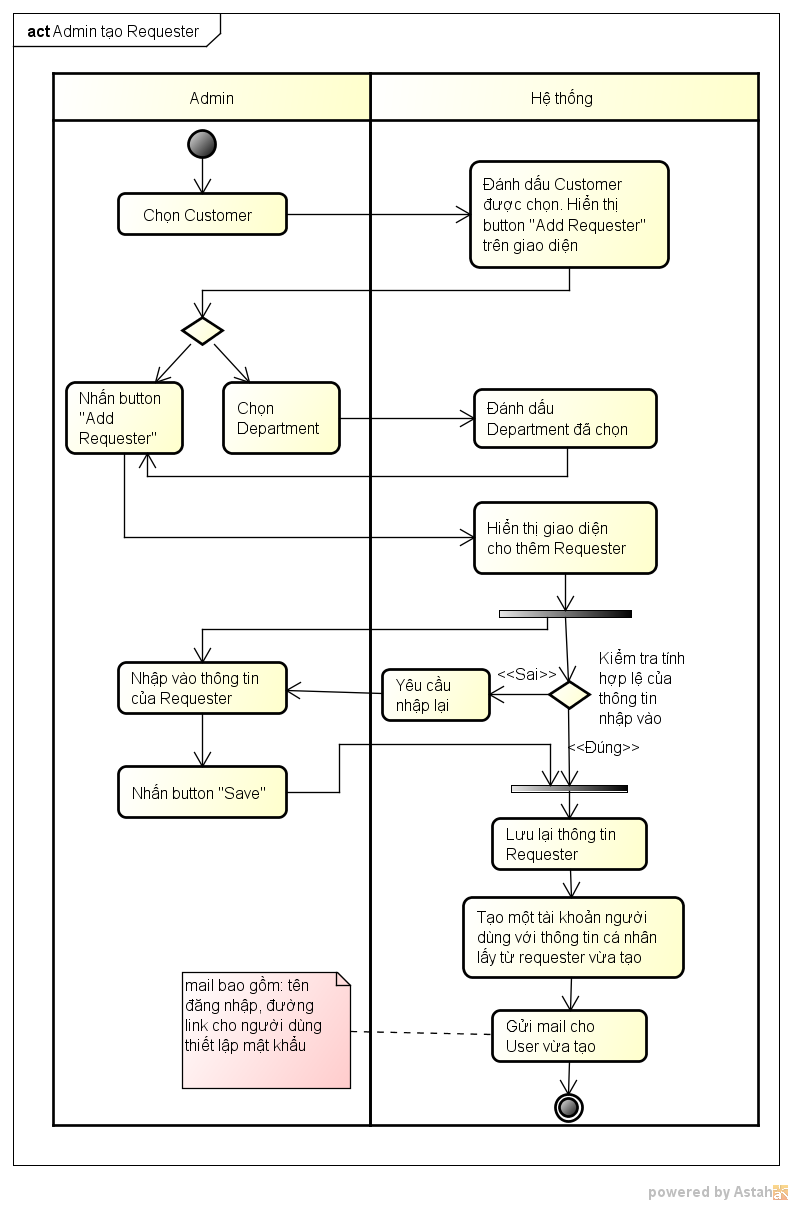 act Admin tạo Requester
Admin
Hệ thống
Chọn Customer
Đánh dấu Customer
được chọn. Hiển thị
button "Add Requester"
trên giao diện
Nhấn button
"Add
Requester"
Chọn
Department
Đánh dấu
Department đã chọn
Hiển thị giao diện
cho thêm Requester
Nhập vào thông tin
của Requester
Yêu cầu
nhập lại
<<Sai>>
Kiểm tra tính
hợp lệ của
thông tin
nhập vào
<<Đúng>>
Nhấn button "Save"
Lưu lại thông tin
Requester
Tạo một tài khoản người
dùng với thông tin cá nhân
lấy từ requester vừa tạo
mail bao gồm: tên
đăng nhập, đường
link cho người dùng
thiết lập mật khẩu
Gửi mail cho
User vừa tạo
powered by Astah